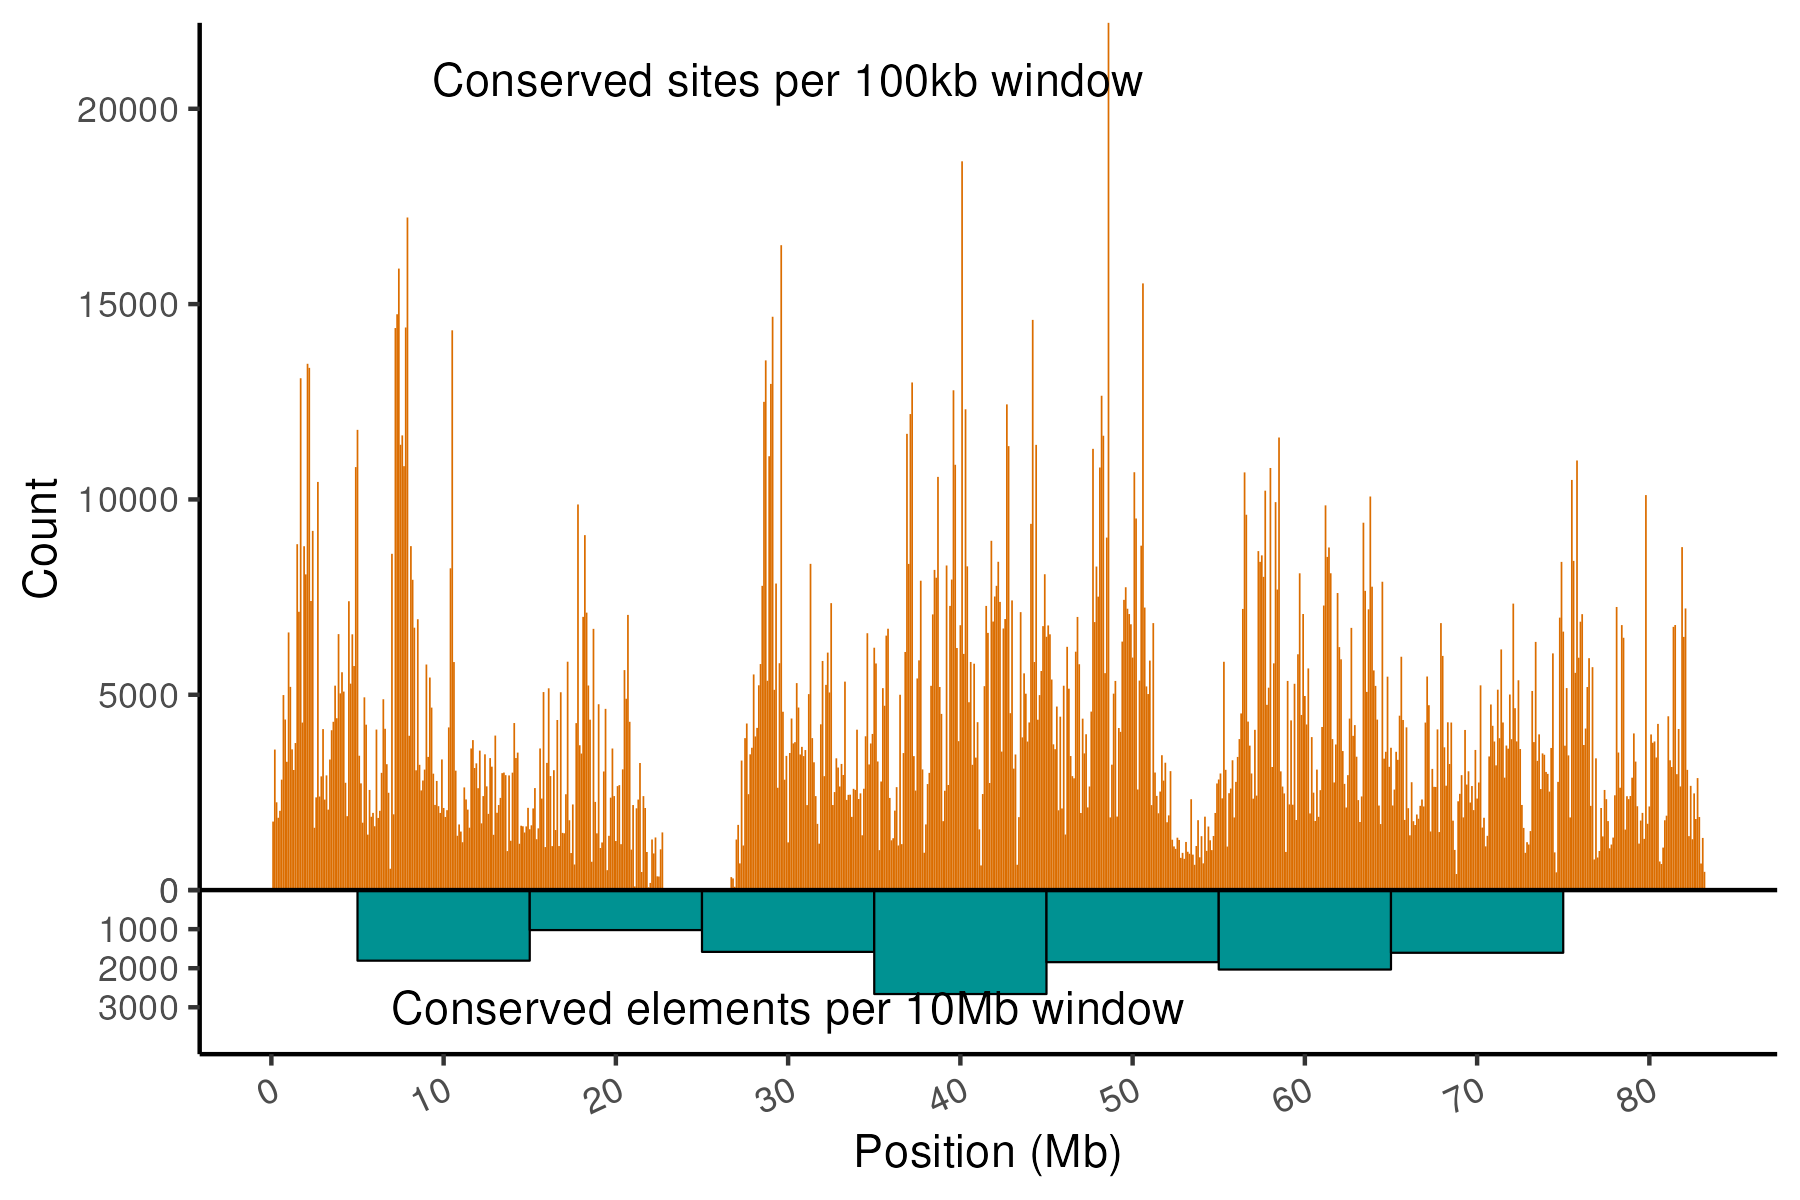 Conserved sites per 100kb window
20000
15000
10000
5000
0
1000
2000
3000
Count
Conserved elements per 10Mb window
0 10 20 30 40 50 60 70 80
Position (Mb)